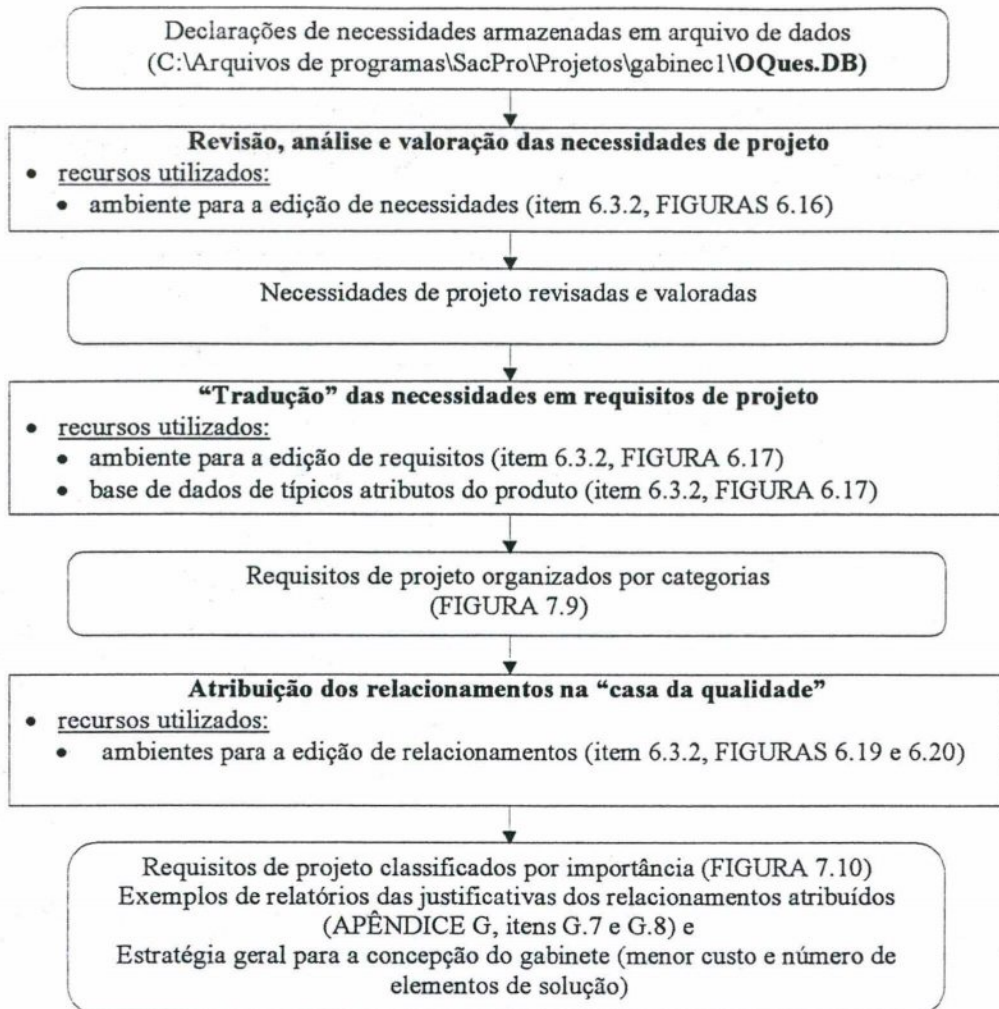 Declarações de necessidades armazenadas em arquivo de dados
(C:\Arquivos de programas\SacPro\Projetos\gabinec1\OQues.DB)
Revisão, análise e valoração das necessidades de projeto
• recursos utilizados:
• ambiente para a edição de necessidades (item 6.3.2, FIGURAS 6.16)
Necessidades de projeto revisadas e valoradas
“Tradução” das necessidades em requisitos de projeto
• recursos utilizados:
• ambiente para a edição de requisitos (item 6.3.2, FIGURA 6.17)
• base de dados de típicos atributos do produto (item 6.3.2, FIGURA 6.17)
Requisitos de projeto organizados por categorias
(FIGURA 7.9)
Atribuição dos relacionamentos na “casa da qualidade”
• recursos utilizados:
• ambientes para a edição de relacionamentos (item 6.3.2, FIGURAS 6.19 e 6.20)
Requisitos de projeto classificados por importância (FIGURA 7.10)
Exemplos de relatórios das justificativas dos relacionamentos atribuídos
(APÊNDICE G, itens G.7 e G.8) e
Estratégia geral para a concepção do gabinete (menor custo e número de
elementos de solução)